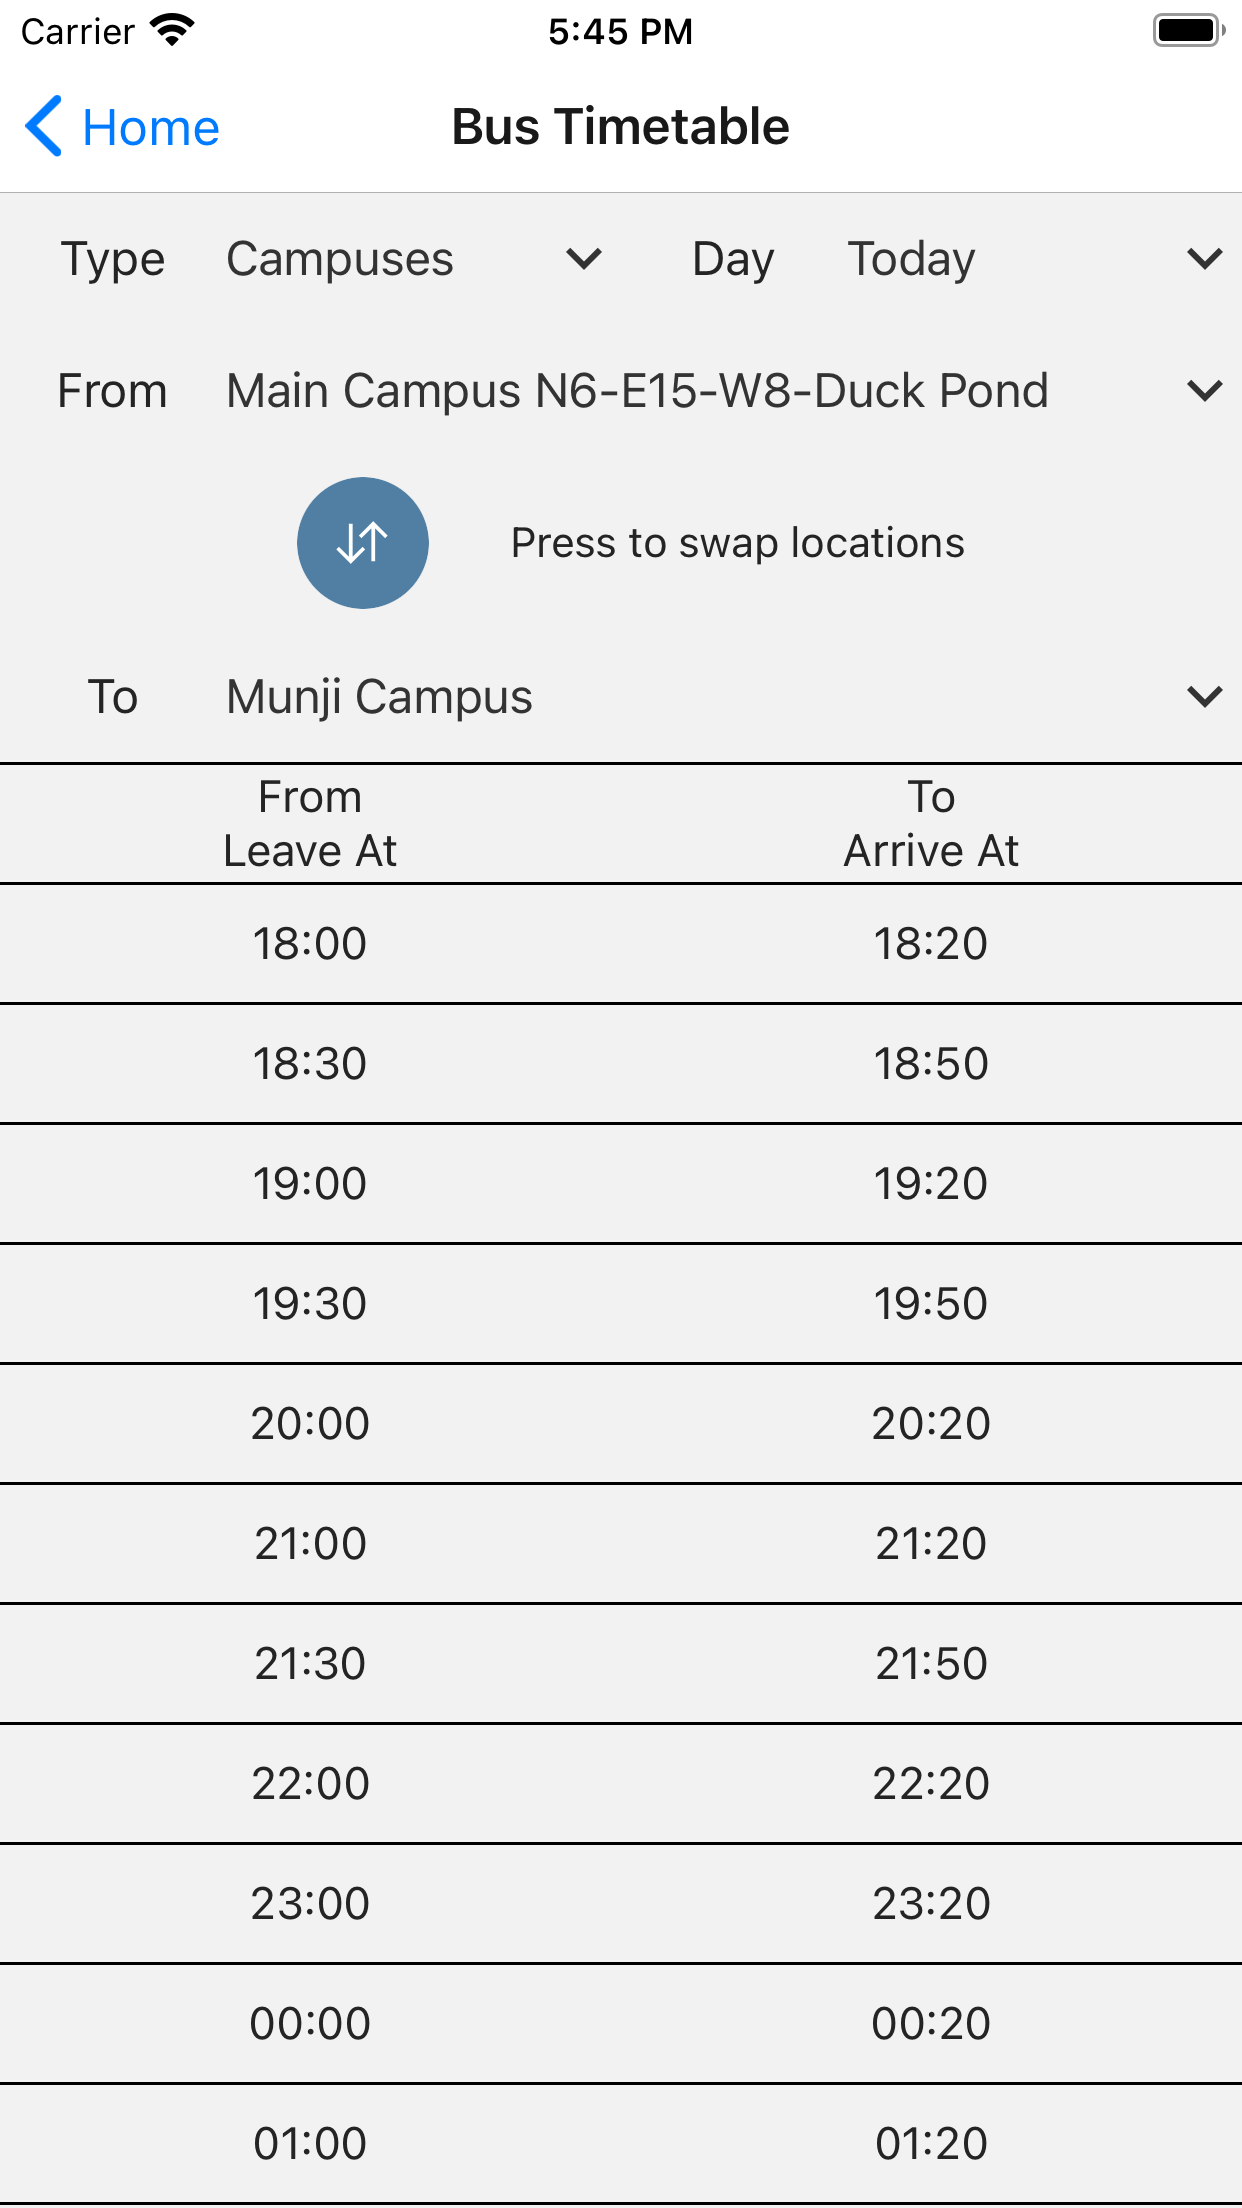 Carrier 5:45 PM
Home Bus Timetable
Type Campuses Day Today
From Main Campus N6-E15-W8-Duck Pond
Press to swap locations
To Munji Campus
From To
Leave At Arrive At
18:00 18:20
18:30 18:50
19:00 19:20
19:30 19:50
20:00 20:20
21:00 21:20
21:30 21:50
22:00 22:20
23:00 23:20
00:00 00:20
01:00 01:20